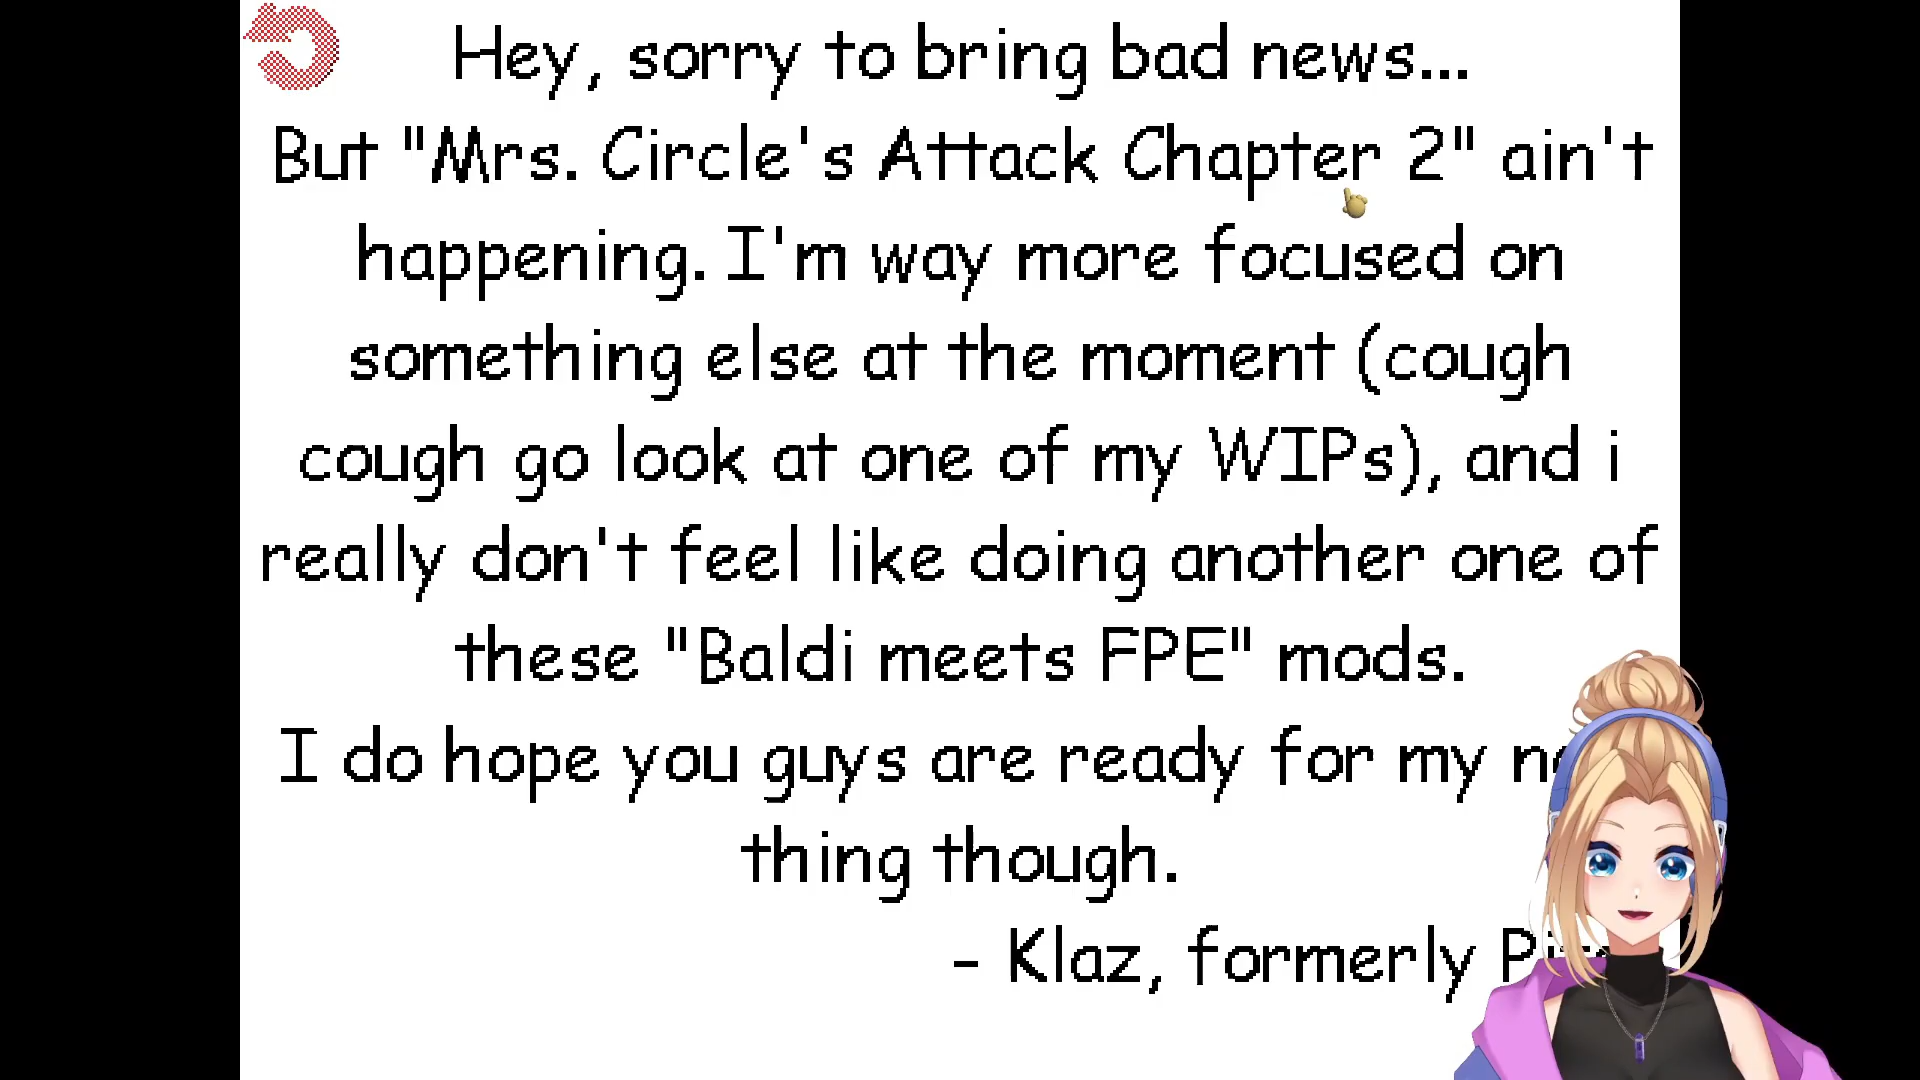 Hey, sorry to bring bad news...
But "Mrs. Circle's Attack Chapter 2" ain't
happening. I'm way more focused on
something else at the moment (cough
cough go look at one of my WIPs), and i
really don't feel like doing another one of
these "Baldi meets FPE" mods.
I do hope you guys are ready for my
thing though.
- Klaz, formerly